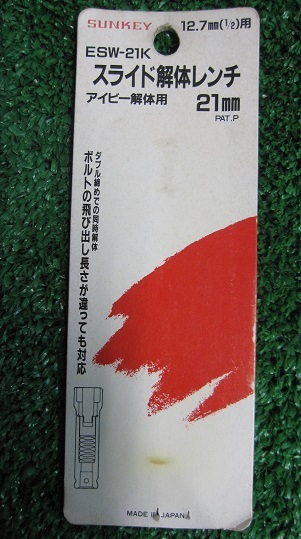 SUNKEY 12.7mm(1/2)用
ESW-21K
スライド解体レンチ
アイビー解体用 21mm
PAT.P
ダブル締めでの同時解体
ボルトの飛び出し長さが違っても対応
MADE IN JAPAN